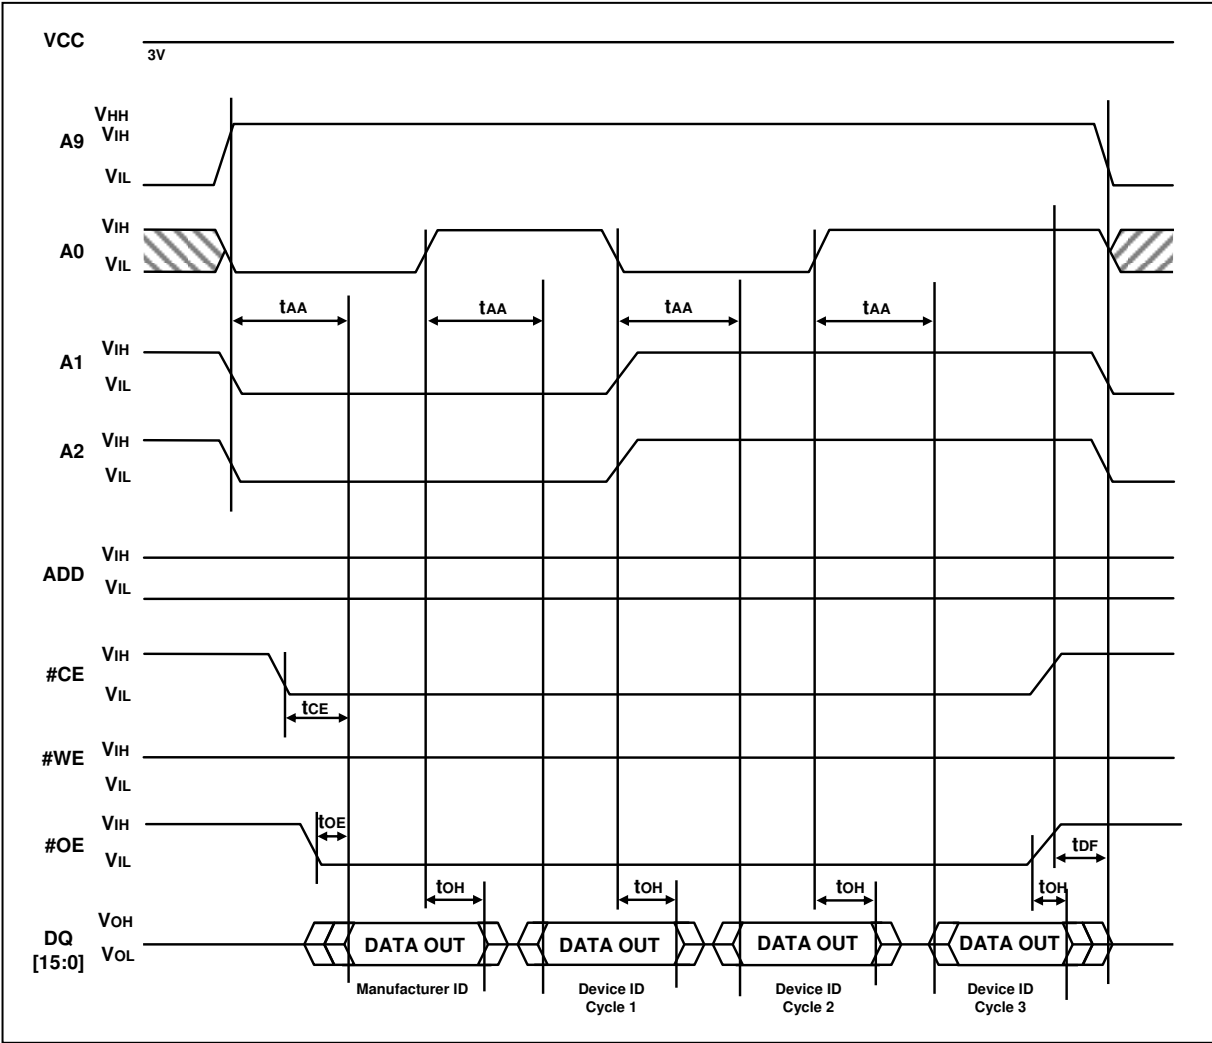 VCC
3V
VHH
VIH
A9
VIL
VIH
A0
VIL
tAA tAA tAA tAA
VIH
A1
VIL
VIH
A2
VIL
VIH
ADD
VIL
VIH
#CE
VIL
tCE
VIH
#WE
VIL
tOE
VIH
#OE
VIL
tDF
tOH tOH tOH tOH
VOH
DQ
[15:0]
VOL
DATA OUT DATA OUT DATA OUT DATA OUT
Manufacturer ID
Device ID
Cycle 1
Device ID
Cycle 2
Device ID
Cycle 3